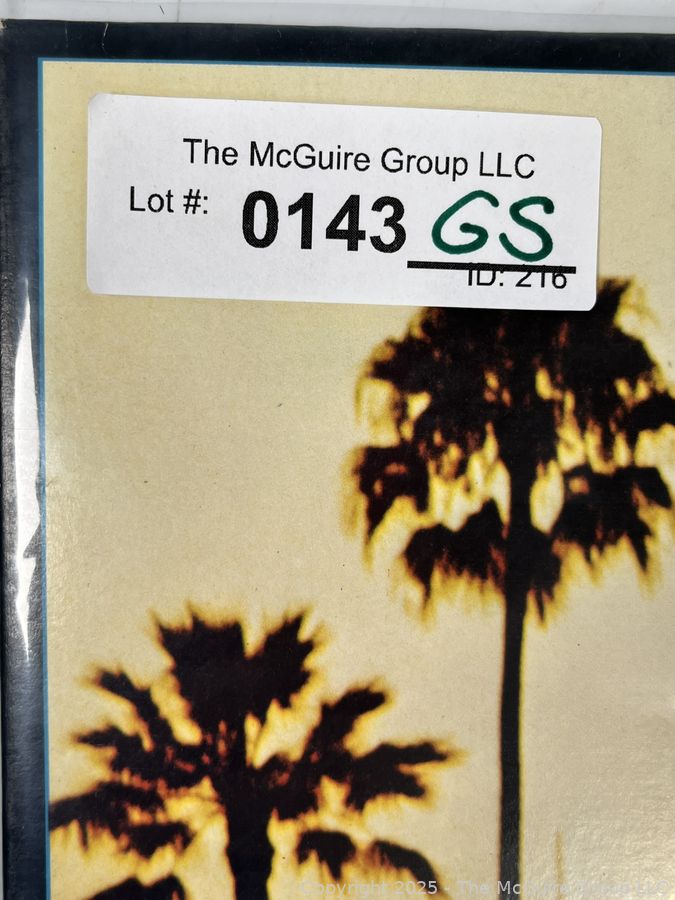 The McGuire Group LLC
Lot #: 0143 GS
ID: 216
Copyright 2025 - The McGuire Group LLC